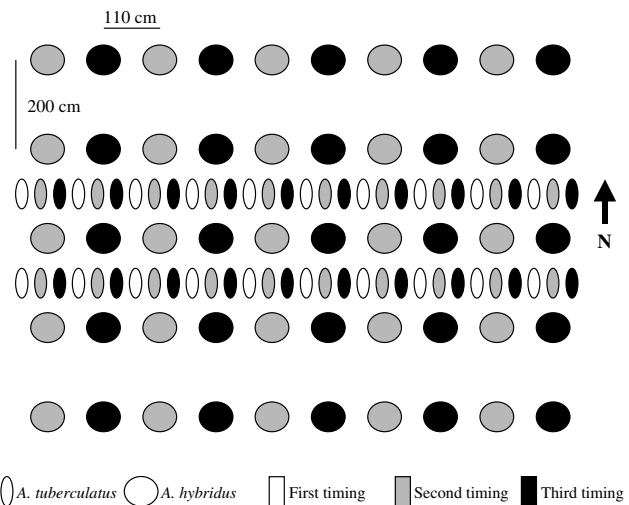 110 cm
200 cm
N
A. tuberculatus A. hybridus First timing Second timing Third timing